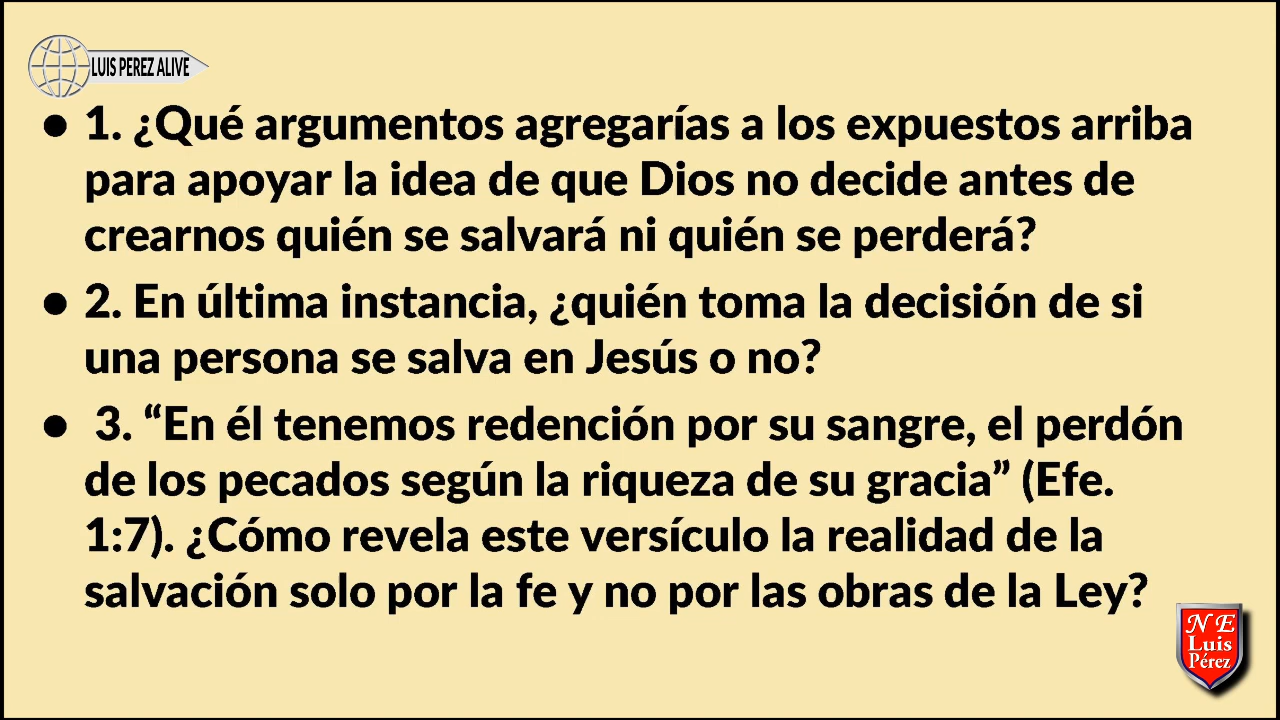 LUIS PEREZ ALIVE
• 1. ¿Qué argumentos agregarías a los expuestos arriba
para apoyar la idea de que Dios no decide antes de
crearnos quién se salvará ni quién se perderá?
• 2. En última instancia, ¿quién toma la decisión de si
una persona se salva en Jesús o no?
• 3. “En él tenemos redención por su sangre, el perdón
de los pecados según la riqueza de su gracia” (Efe.
1:7). ¿Cómo revela este versículo la realidad de la
salvación solo por la fe y no por las obras de la Ley?
N E
Luis
Pérez